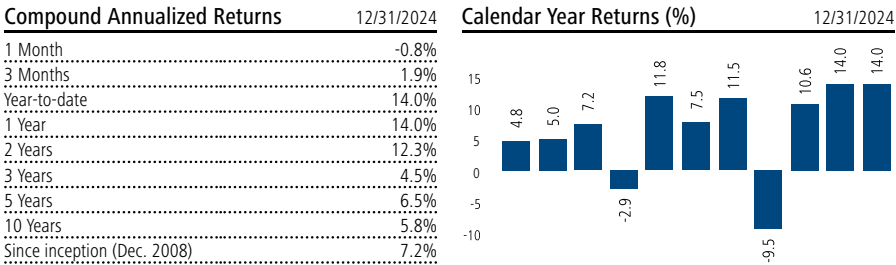 Compound Annualized Returns 12/31/2024
1 Month -0.8%
3 Months 1.9%
Year-to-date 14.0%
1 Year 14.0%
2 Years 12.3%
3 Years 4.5%
5 Years 6.5%
10 Years 5.8%
Since inception (Dec. 2008) 7.2%
Calendar Year Returns (%) 12/31/2024
15
10
5
0
-5
-10
4.8
5.0
7.2
-2.9
11.8
7.5
11.5
-9.5
10.6
14.0
14.0